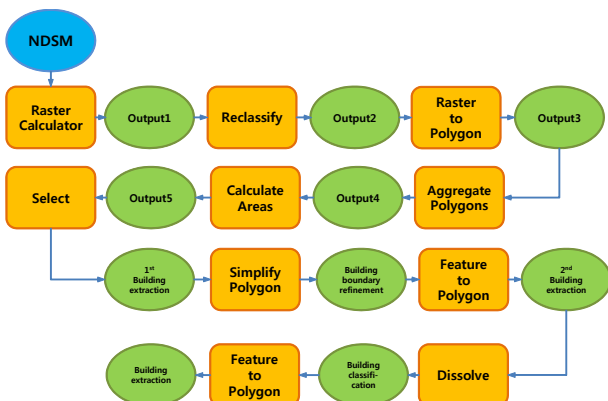 NDSM
Raster
Calculator
Output1
Reclassify
Output2
Raster
to
Polygon
Output3
Select
Output5
Calculate
Areas
Output4
Aggregate
Polygons
1st
Building
extraction
Simplify
Polygon
Building
boundary
refinement
Feature
to
Polygon
2nd
Building
extraction
Building
extraction
Feature
to
Polygon
Building
classifi-
cation
Dissolve